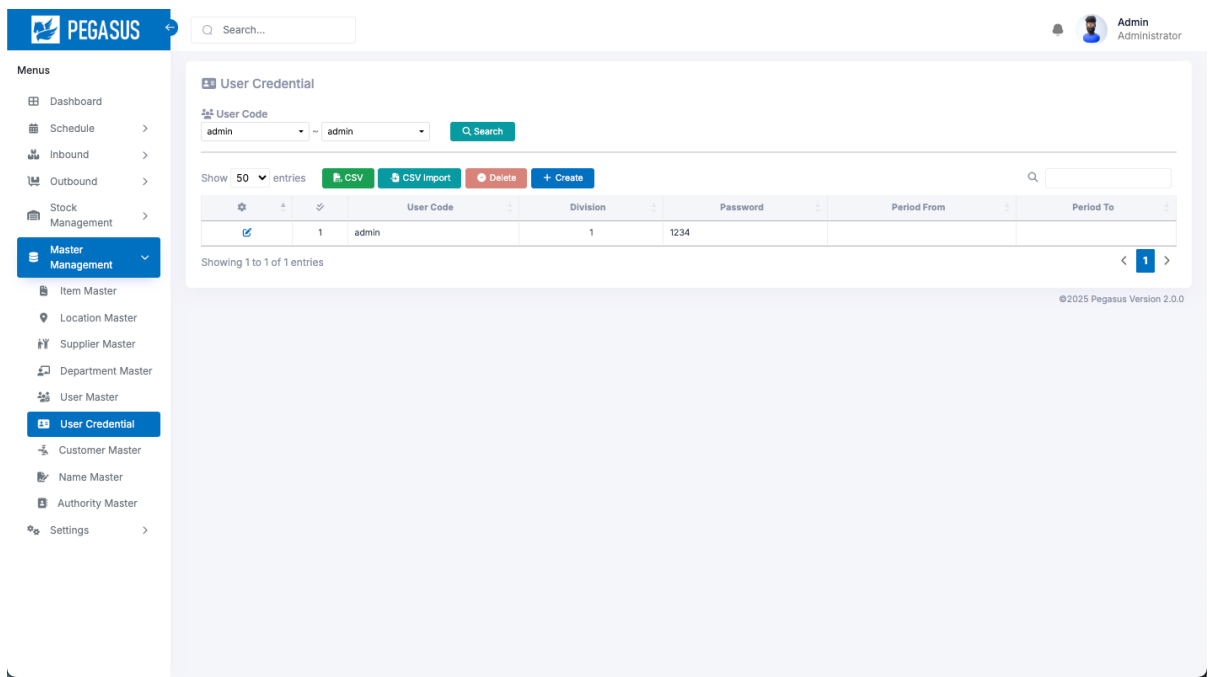 PEGASUS
Search...
Admin
Administrator
Menus
Dashboard
Schedule
Inbound
Outbound
Stock
Management
Master
Management
Item Master
Location Master
Supplier Master
Department Master
User Master
User Credential
Customer Master
Name Master
Authority Master
Settings
User Credential
User Code
admin ~ admin Search
Show 50 entries CSV CSV Import Delete + Create
User Code Division Password Period From Period To
1 admin 1 1234
Showing 1 to 1 of 1 entries
1
©2025 Pegasus Version 2.0.0